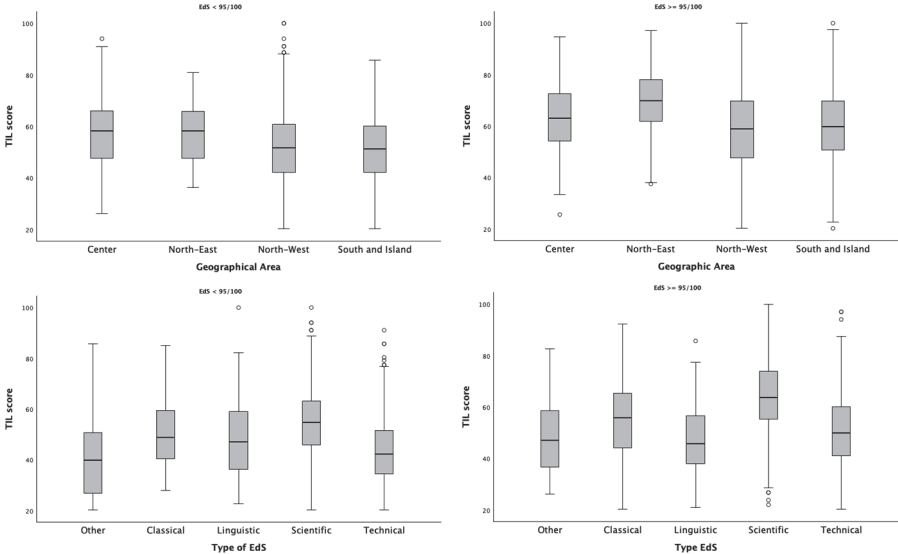 EdS < 95/100
TIL score
100
80
60
40
20
Center North-East North-West South and Island
Geographical Area
EdS >= 95/100
TIL score
100
80
60
40
20
Center North-East North-West South and Island
Geographic Area
EdS < 95/100
TIL score
100
80
60
40
20
Other Classical Linguistic Scientific Technical
Type of EdS
EdS >= 95/100
TIL score
100
80
60
40
20
Other Classical Linguistic Scientific Technical
Type EdS